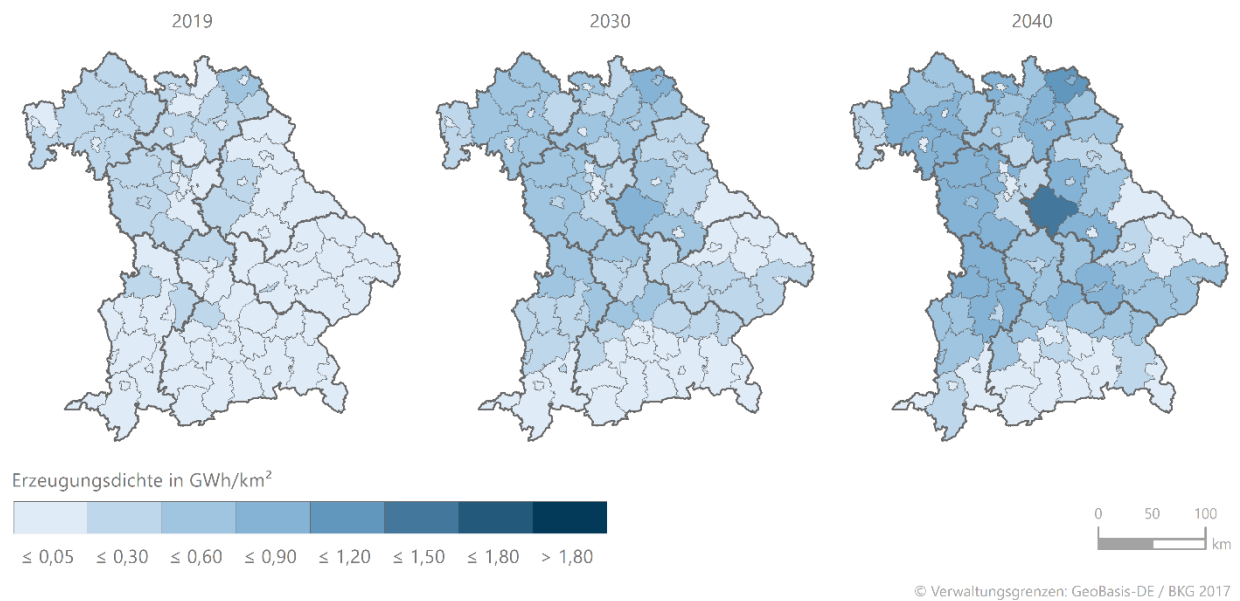 2019 2030 2040
Erzeugungsdichte in GWh/km²
≤ 0,05 ≤ 0,30 ≤ 0,60 ≤ 0,90 ≤ 1,20 ≤ 1,50 ≤ 1,80 > 1,80
0 50 100
km
© Verwaltungsgrenzen: GeoBasis-DE / BKG 2017